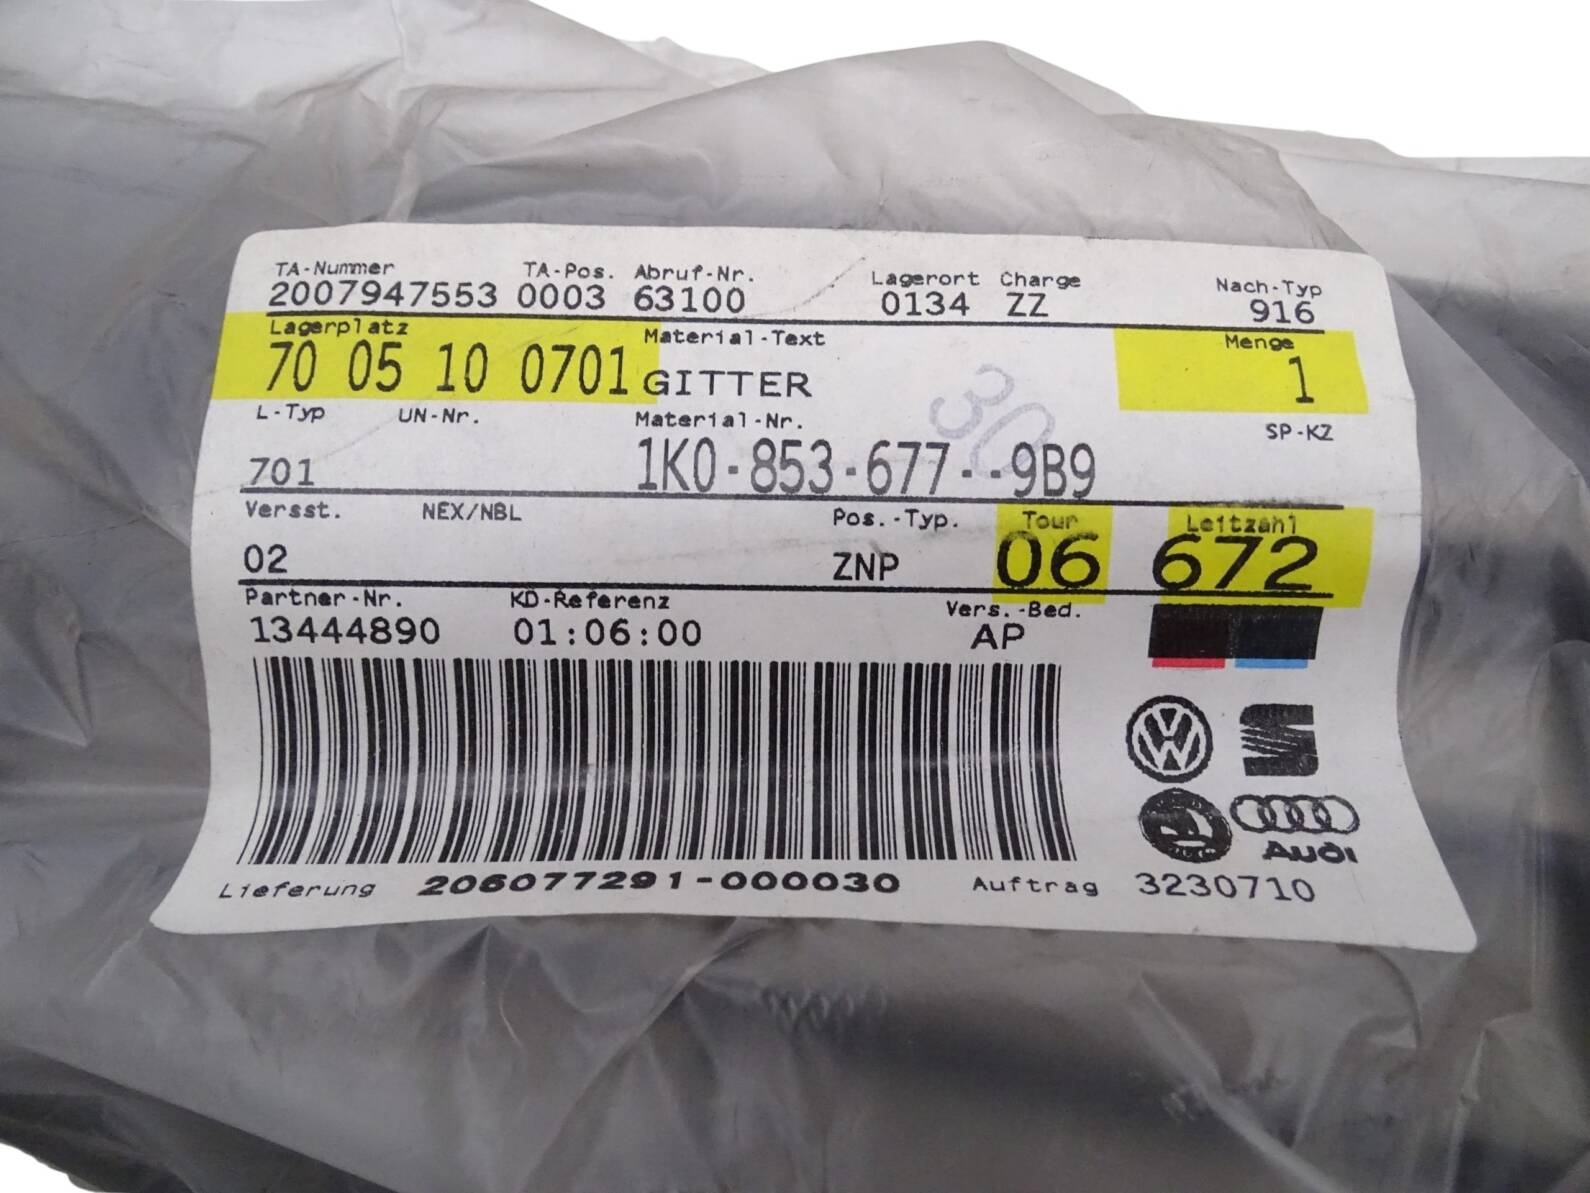 TA-Nummer TA-Pos. Abruf-Nr. Lagerort Charge Nach-Typ
2007947553 0003 63100 0134 ZZ 916
Lagerplatz Material-Text Menge
70 05 10 0701 GITTER 1
L-Typ UN-Nr. Material-Nr. SP-KZ
701 1K0-853-677--9B9
30
Versst. NEX/NBL Pos.-Typ. Tour Leitzahl
02 ZNP 06 672
Partner-Nr. KD-Referenz Vers.-Bed.
13444890 01:06:00 AP
AUDI
Lieferung 206077291-000030 Auftrag 3230710